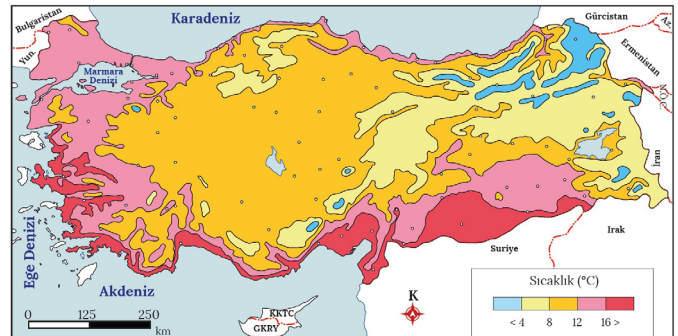 Bulgaristan
Karadeniz
Gürcistan
Az.
Yun.
Marmara
Denizi
Ermenistan
N.Ö.C.
İran
Ege Denizi
Akdeniz
Suriye
Irak
KKTC
GKRY
K
Sıcaklık (°C)
< 4 8 12 16 >
0 125 250
km